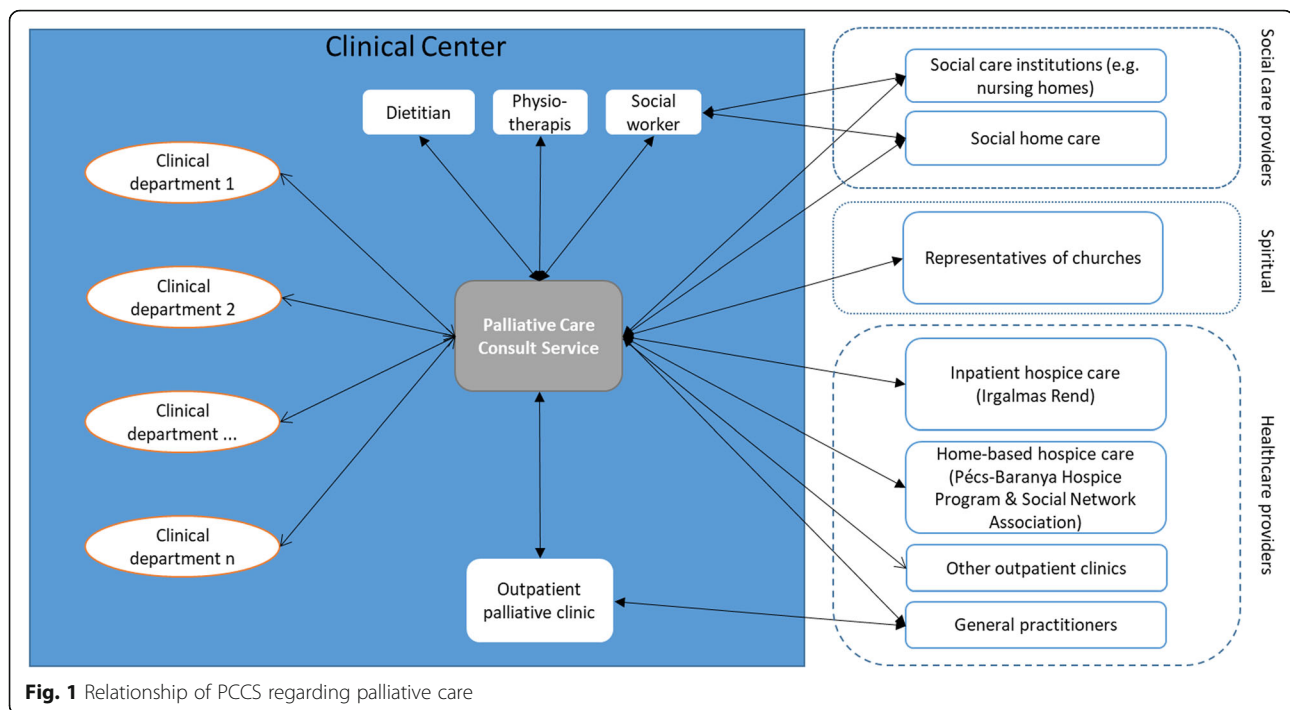 Clinical Center
Dietitian
Physio-
therapis
Social
worker
Clinical
department 1
Clinical
department 2
Clinical
department ...
Clinical
department n
Palliative Care
Consult Service
Outpatient
palliative clinic
Social care institutions (e.g.
nursing homes)
Social home care
Social care providers
Representatives of churches
Spiritual
Inpatient hospice care
(Irgalmas Rend)
Home-based hospice care
(Pécs-Baranya Hospice
Program & Social Network
Association)
Other outpatient clinics
General practitioners
Healthcare providers
Fig. 1 Relationship of PCCS regarding palliative care